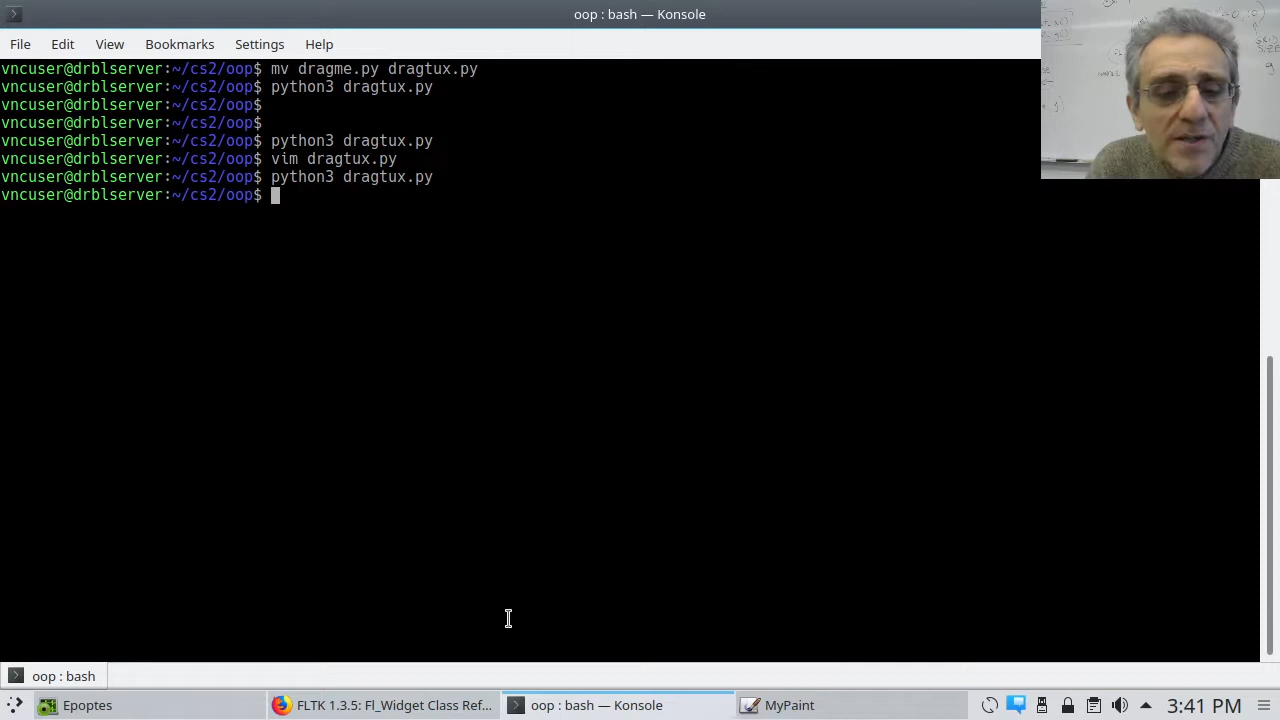 oop : bash — Konsole
File Edit View Bookmarks Settings Help
vncuser@drblserver:~/cs2/oop$ mv dragme.py dragtux.py
vncuser@drblserver:~/cs2/oop$ python3 dragtux.py
vncuser@drblserver:~/cs2/oop$
vncuser@drblserver:~/cs2/oop$
vncuser@drblserver:~/cs2/oop$ python3 dragtux.py
vncuser@drblserver:~/cs2/oop$ vim dragtux.py
vncuser@drblserver:~/cs2/oop$ python3 dragtux.py
vncuser@drblserver:~/cs2/oop$
oop : bash
Epoptes
FLTK 1.3.5: Fl_Widget Class Ref...
oop : bash — Konsole
MyPaint
3:41 PM